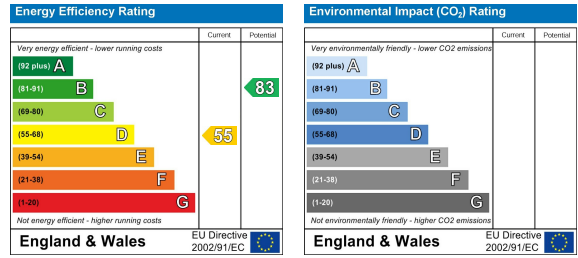 Energy Efficiency Rating
Current Potential
Very energy efficient - lower running costs
(92 plus) A
(81-91) B
83
(69-80) C
(55-68) D
55
(39-54) E
(21-38) F
(1-20) G
Not energy efficient - higher running costs
England & Wales
EU Directive
2002/91/EC
Environmental Impact (CO2) Rating
Current Potential
Very environmentally friendly - lower CO2 emissions
(92 plus) A
(81-91) B
(69-80) C
(55-68) D
(39-54) E
(21-38) F
(1-20) G
Not environmentally friendly - higher CO2 emissions
England & Wales
EU Directive
2002/91/EC